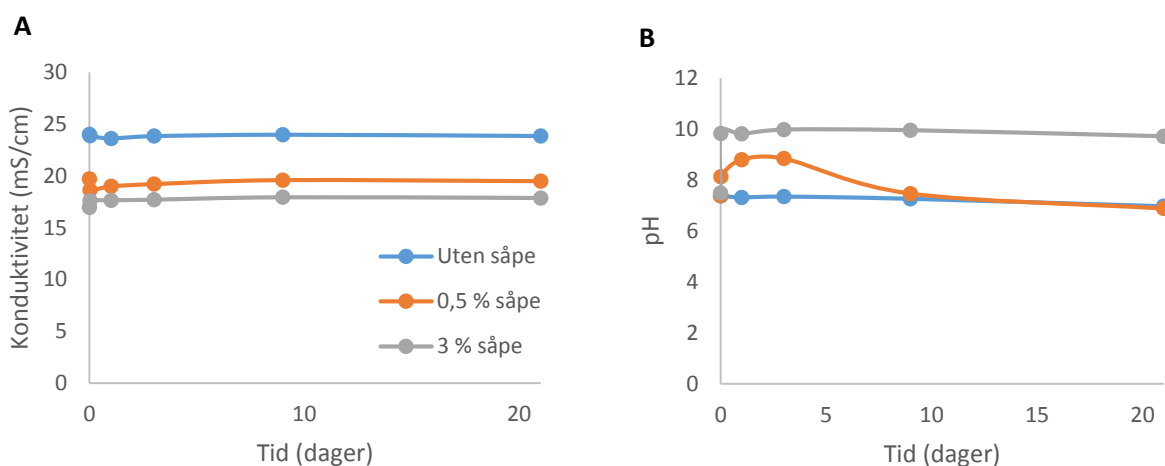 A
Konduktivitet (mS/cm)
30
25
20
15
10
5
0
0 10 20
Tid (dager)
Uten såpe
0,5 % såpe
3 % såpe
B
pH
12
10
8
6
4
2
0
0 5 10 15 20
Tid (dager)